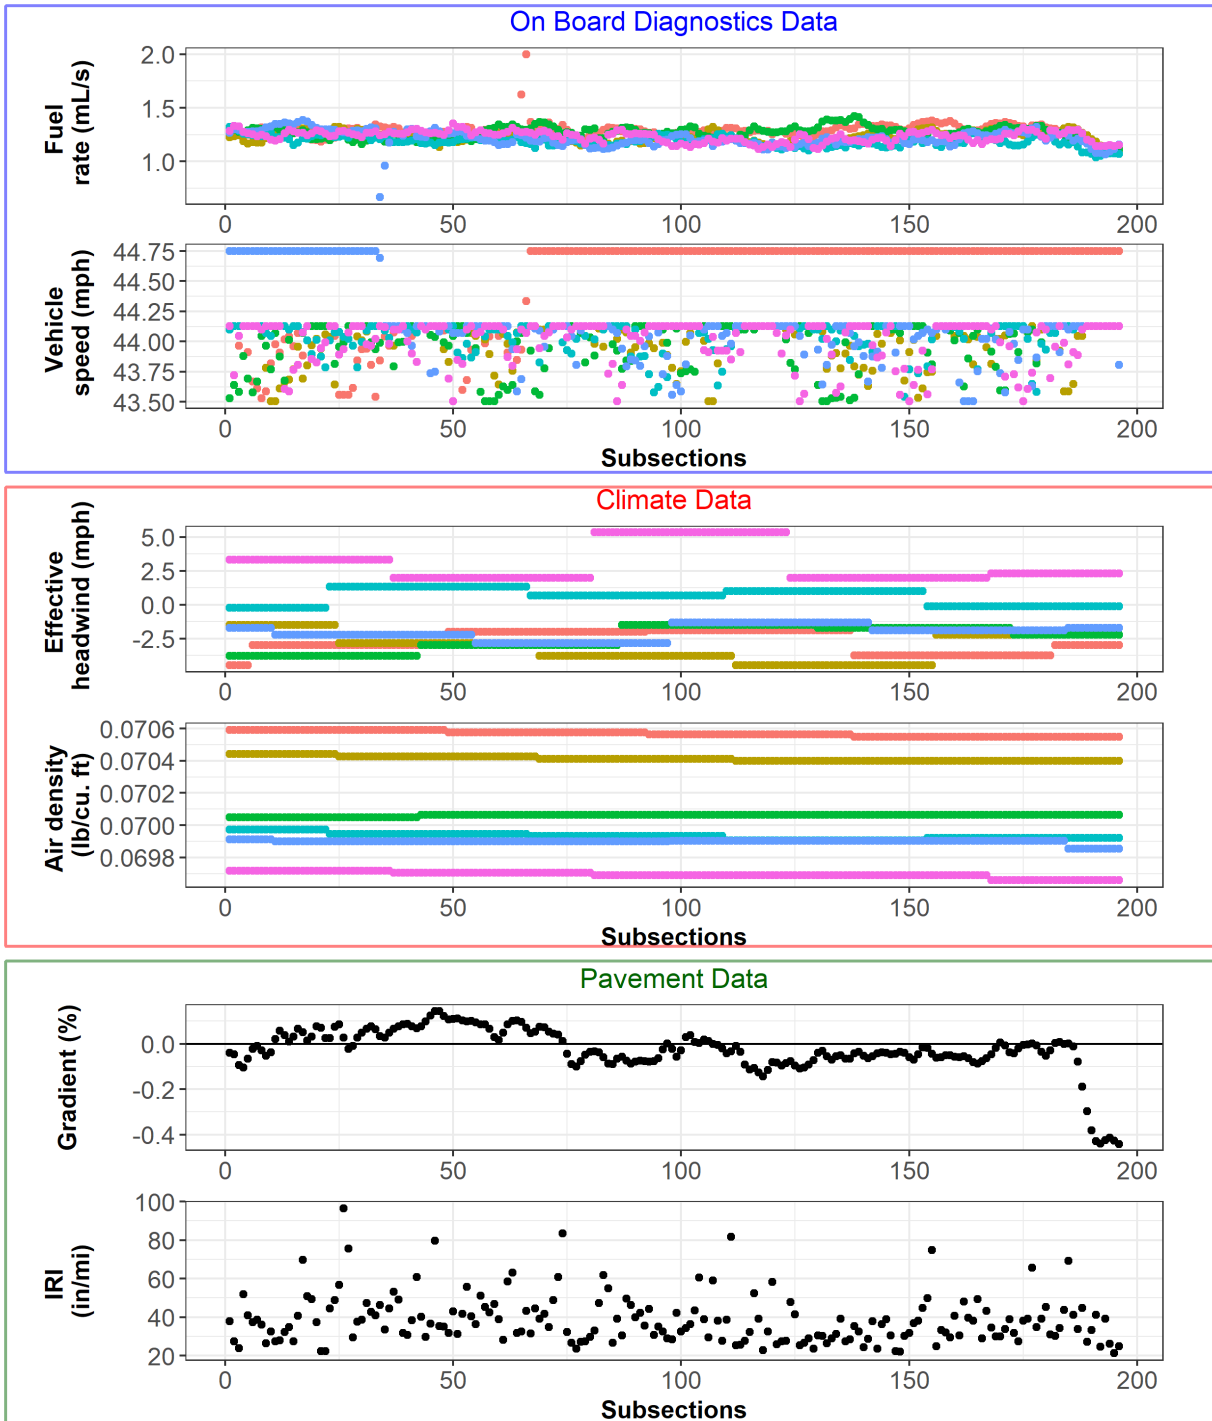 On Board Diagnostics Data
Fuel
rate (mL/s)
2.0
1.5
1.0
0 50 100 150 200
Vehicle
speed (mph)
44.75
44.50
44.25
44.00
43.75
43.50
0 50 100 150 200
Subsections
Climate Data
Effective
headwind (mph)
5.0
2.5
0.0
-2.5
0 50 100 150 200
Air density
(lb/cu. ft)
0.0706
0.0704
0.0702
0.0700
0.0698
0 50 100 150 200
Subsections
Pavement Data
Gradient (%)
0.0
-0.2
-0.4
0 50 100 150 200
IRI
(in/mi)
100
80
60
40
20
0 50 100 150 200
Subsections